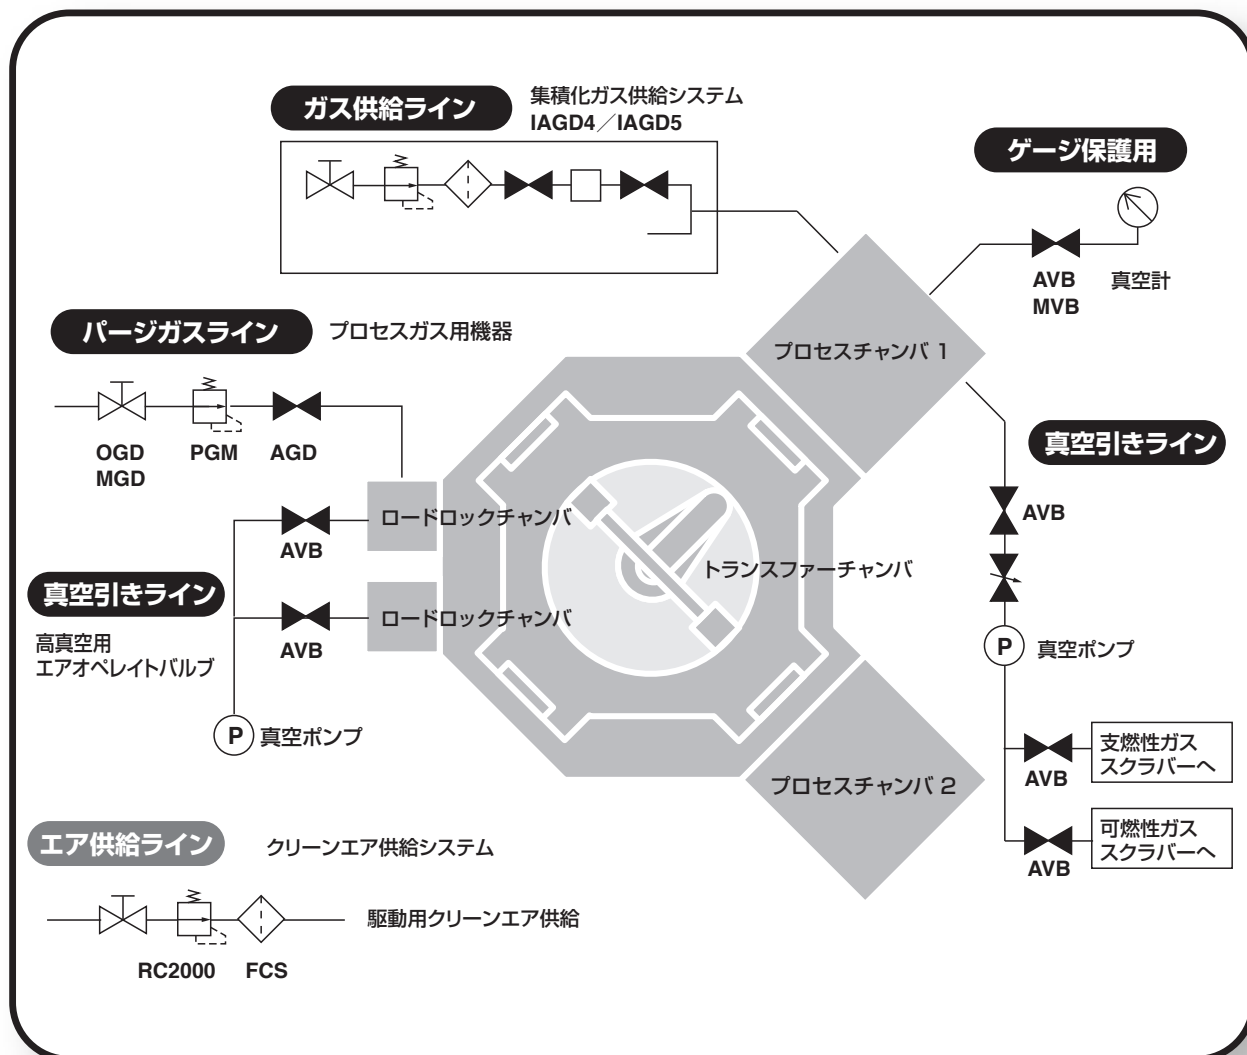 ガス供給ライン
集積化ガス供給システム
IAGD4／IAGD5
ゲージ保護用
AVB
MVB
真空計
パージガスライン
プロセスガス用機器
OGD
MGD
PGM
AGD
プロセスチャンバ 1
真空引きライン
AVB
ロードロックチャンバ
AVB
トランスファーチャンバ
真空引きライン
高真空用
エアオペレイトバルブ
ロードロックチャンバ
AVB
P
真空ポンプ
P
真空ポンプ
AVB
支燃性ガス
スクラバーへ
AVB
可燃性ガス
スクラバーへ
プロセスチャンバ 2
エア供給ライン
クリーンエア供給システム
駆動用クリーンエア供給
RC2000
FCS